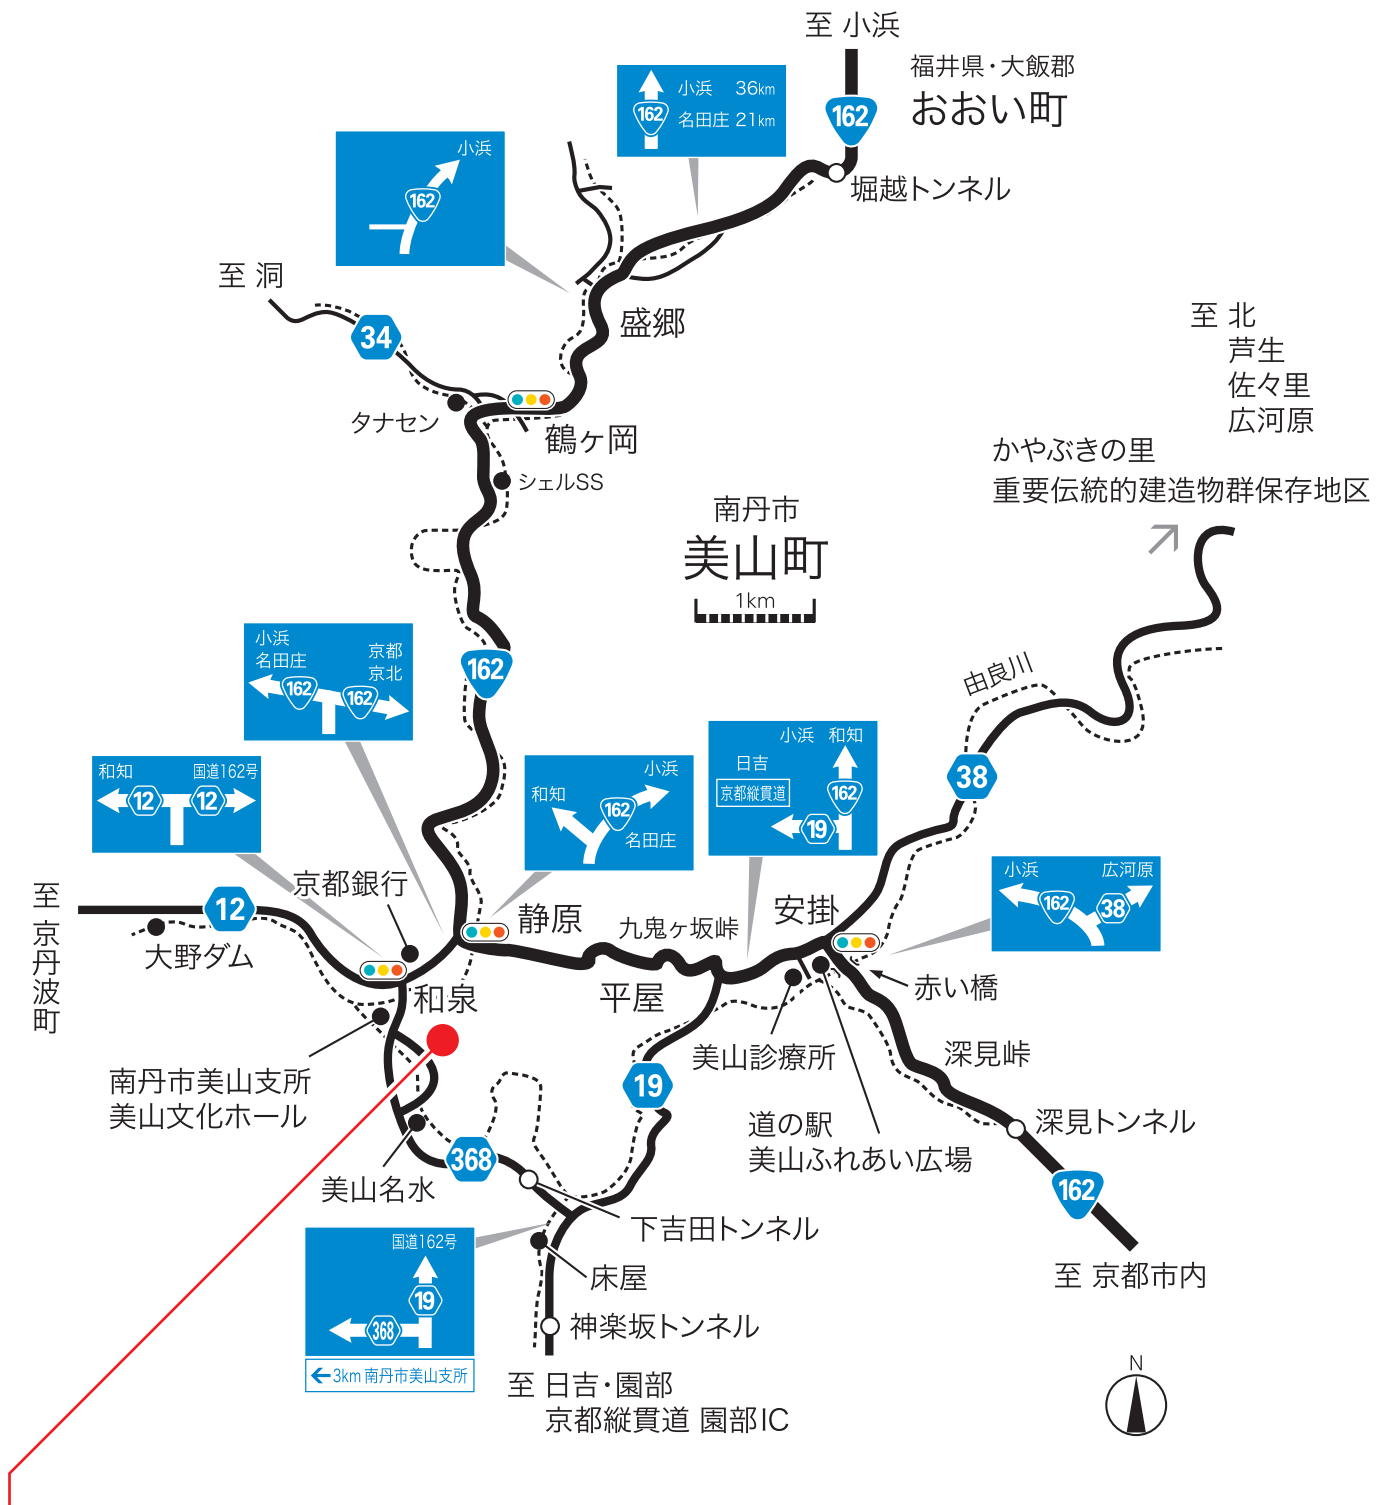 至 小浜
福井県・大飯郡
おおい町
162
小浜 36km
名田庄 21km
162
堀越トンネル
小浜
162
至 洞
34
盛郷
タナセン
鶴ヶ岡
シェルSS
至 北
芦生
佐々里
広河原
かやぶきの里
重要伝統的建造物群保存地区
南丹市
美山町
1km
由良川
38
162
小浜
名田庄
京都
京北
162
162
和知
国道162号
12
12
小浜
和知
162
名田庄
小浜 和知
日吉
京都縦貫道
162
19
小浜
広河原
162
38
至 京丹波町
12
大野ダム
京都銀行
静原
九鬼ヶ坂峠
安掛
和泉
平屋
赤い橋
南丹市美山支所
美山文化ホール
美山診療所
深見峠
19
道の駅
美山ふれあい広場
深見トンネル
368
美山名水
162
下吉田トンネル
至 京都市内
国道162号
19
368
3km 南丹市美山支所
床屋
神楽坂トンネル
至 日吉・園部
京都縦貫道 園部IC
N